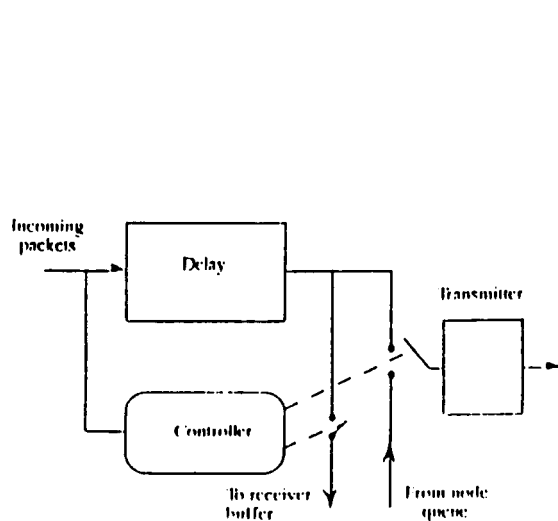 Incoming
packets
Delay
Transmitter
Controller
To receiver
buffer
From node
queue